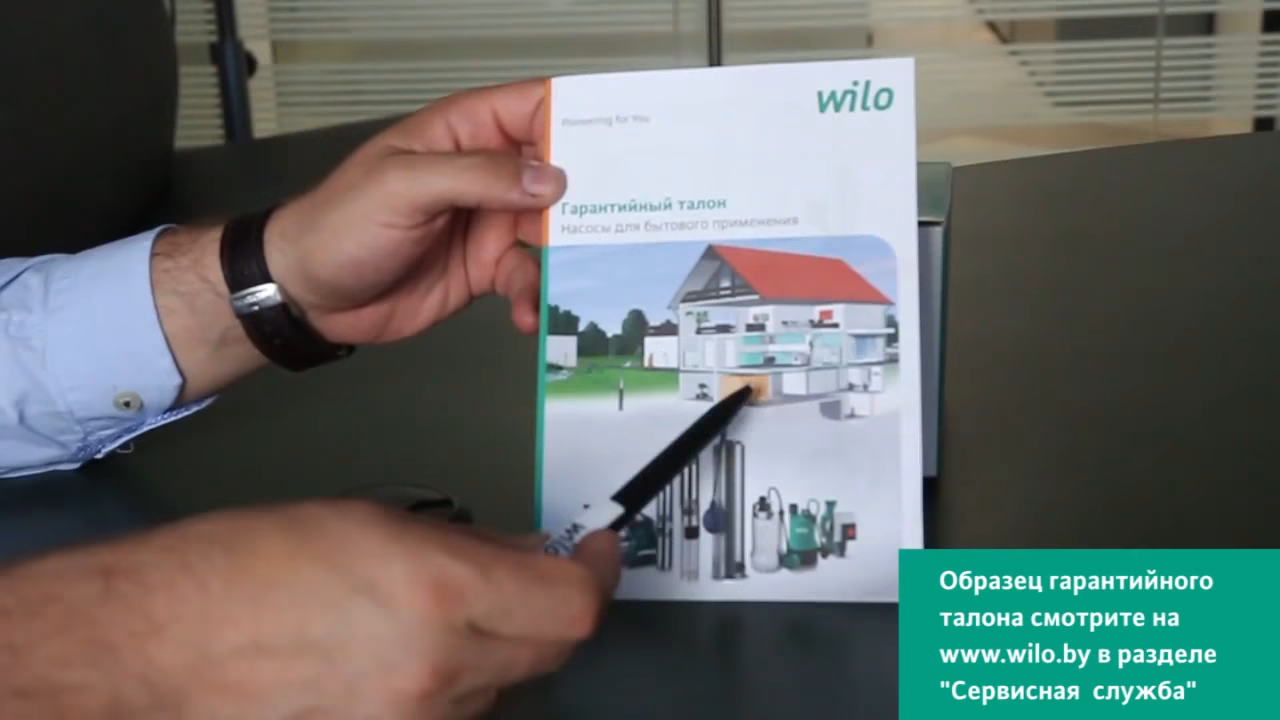 wilo
Pioneering for You
Гарантийный талон
Насосы для бытового применения
Образец гарантийного
талона смотрите на
www.wilo.by в разделе
"Сервисная служба"